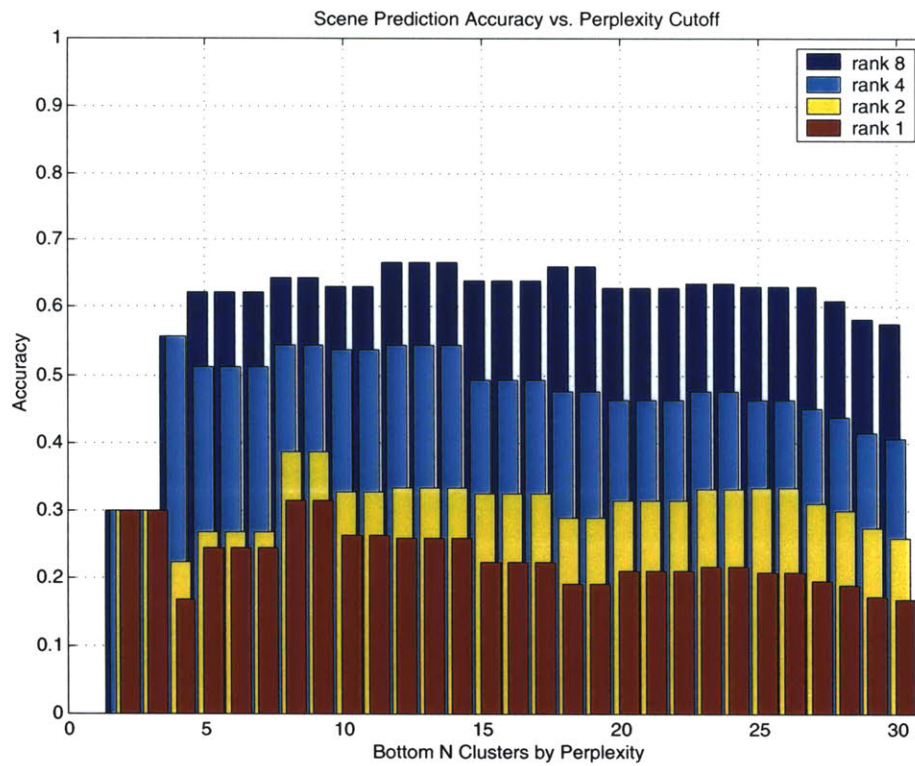 Scene Prediction Accuracy vs. Perplexity Cutoff
1
0.9
0.8
0.7
0.6
0.5
0.4
0.3
0.2
0.1
0
Accuracy
rank 8
rank 4
rank 2
rank 1
0 5 10 15 20 25 30
Bottom N Clusters by Perplexity